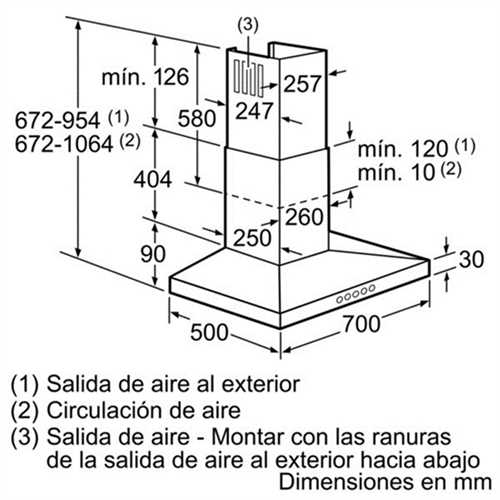 (3)
mín. 126
257
580
247
672-954 (1)
672-1064 (2)
mín. 120 (1)
mín. 10 (2)
404
260
250
90
30
500
700
(1) Salida de aire al exterior
(2) Circulación de aire
(3) Salida de aire - Montar con las ranuras
de la salida de aire al exterior hacia abajo
Dimensiones en mm